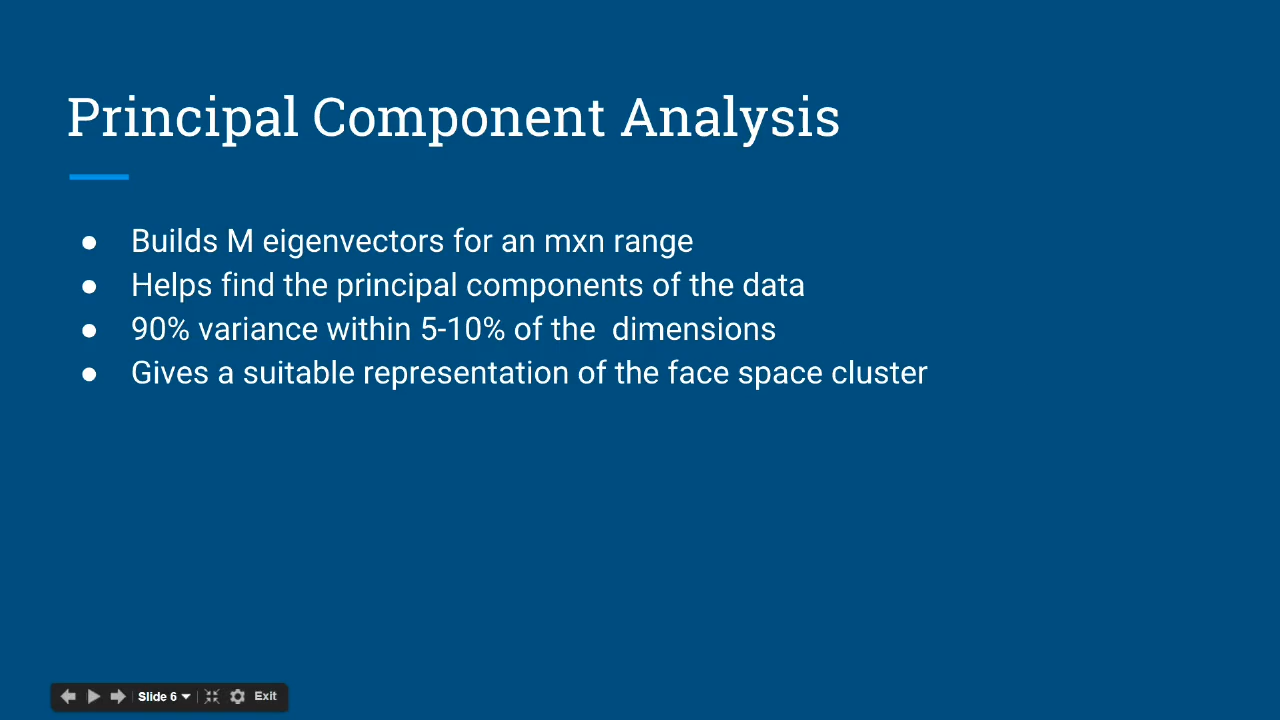 Principal Component Analysis
● Builds M eigenvectors for an mxn range
● Helps find the principal components of the data
● 90% variance within 5-10% of the  dimensions
● Gives a suitable representation of the face space cluster
Slide 6 Exit